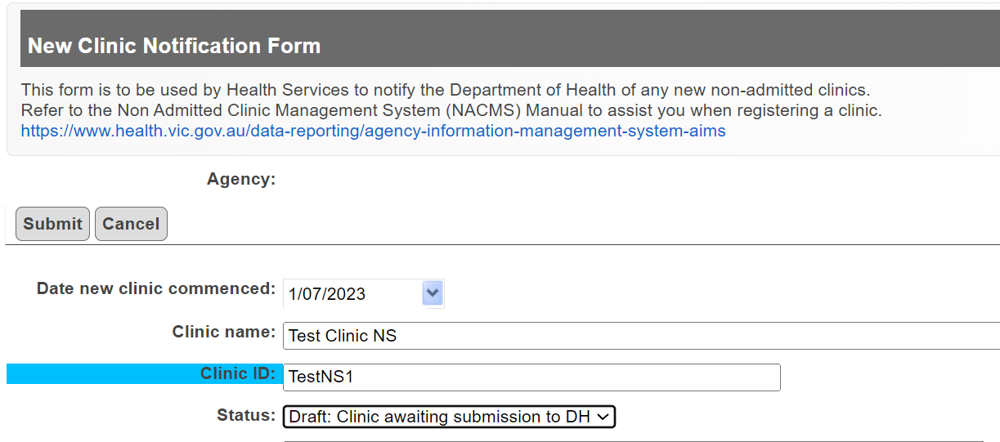 New Clinic Notification Form
This form is to be used by Health Services to notify the Department of Health of any new non-admitted clinics.
Refer to the Non Admitted Clinic Management System (NACMS) Manual to assist you when registering a clinic.
https://www.health.vic.gov.au/data-reporting/agency-information-management-system-aims
Agency:
Submit Cancel
Date new clinic commenced: 1/07/2023
Clinic name: Test Clinic NS
Clinic ID: TestNS1
Status: Draft: Clinic awaiting submission to DH